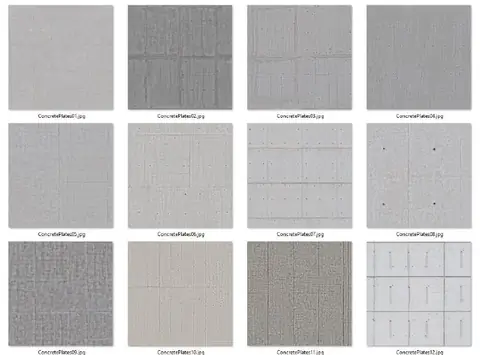 ConcretePlates01.jpg
ConcretePlates02.jpg
ConcretePlates03.jpg
ConcretePlates04.jpg
ConcretePlates05.jpg
ConcretePlates06.jpg
ConcretePlates07.jpg
ConcretePlates08.jpg
ConcretePlates09.jpg
ConcretePlates10.jpg
ConcretePlates11.jpg
ConcretePlates12.jpg